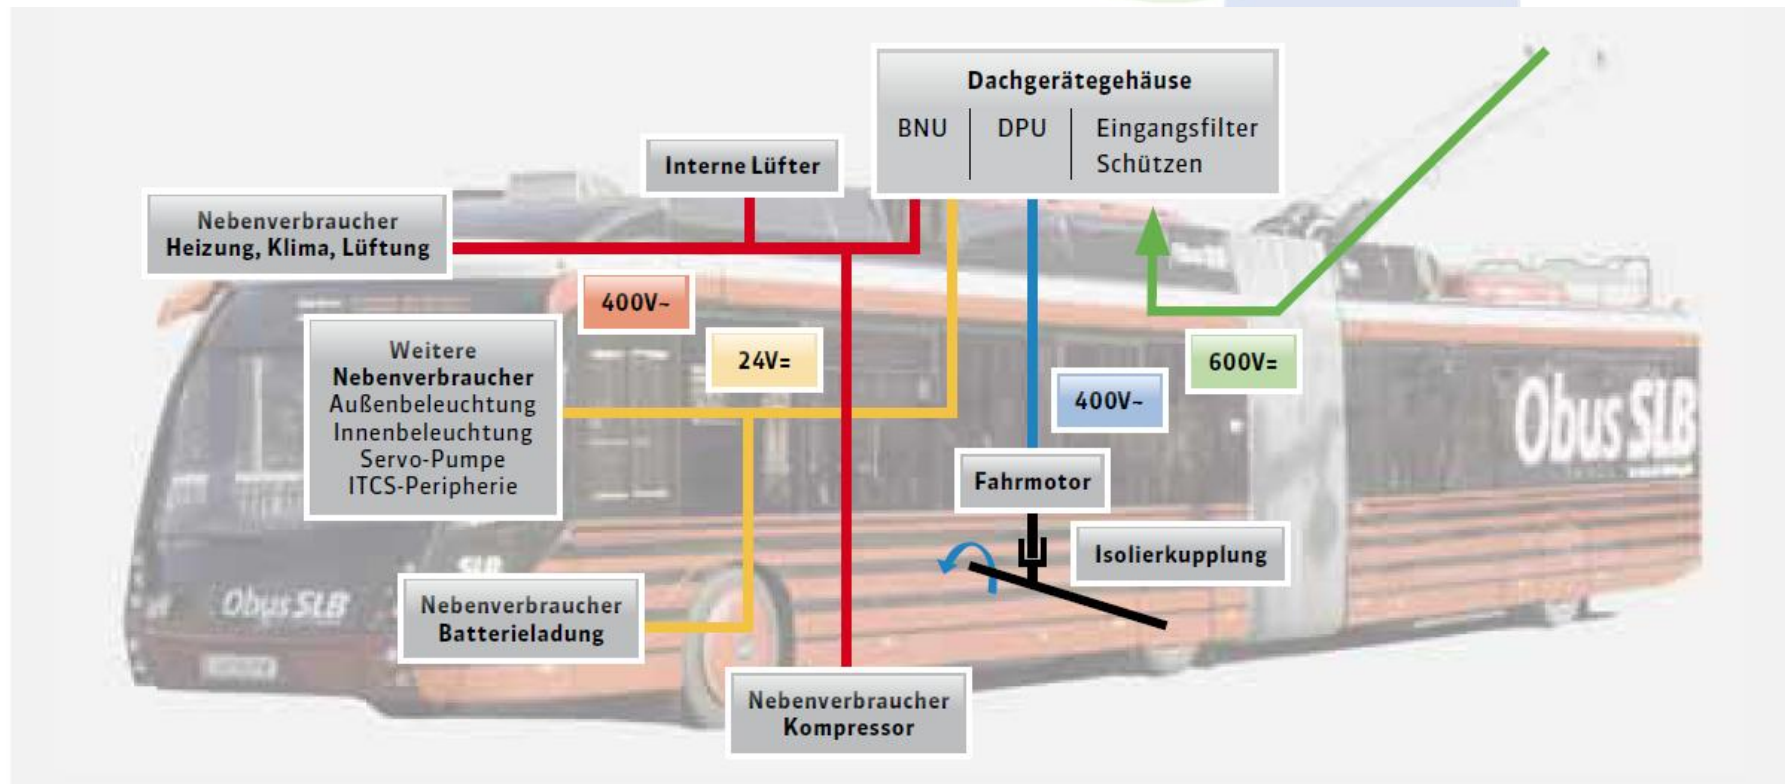 Dachgerätegehäuse
BNU
DPU
Eingangsfilter
Schützen
Interne Lüfter
Nebenverbraucher
Heizung, Klima, Lüftung
400V~
24V=
600V=
400V~
Weitere
Nebenverbraucher
Außenbeleuchtung
Innenbeleuchtung
Servo-Pumpe
ITCS-Peripherie
Obus SLB
Fahrmotor
Isolierkupplung
SLB
Obus SLB
Nebenverbraucher
Batterieladung
Nebenverbraucher
Kompressor